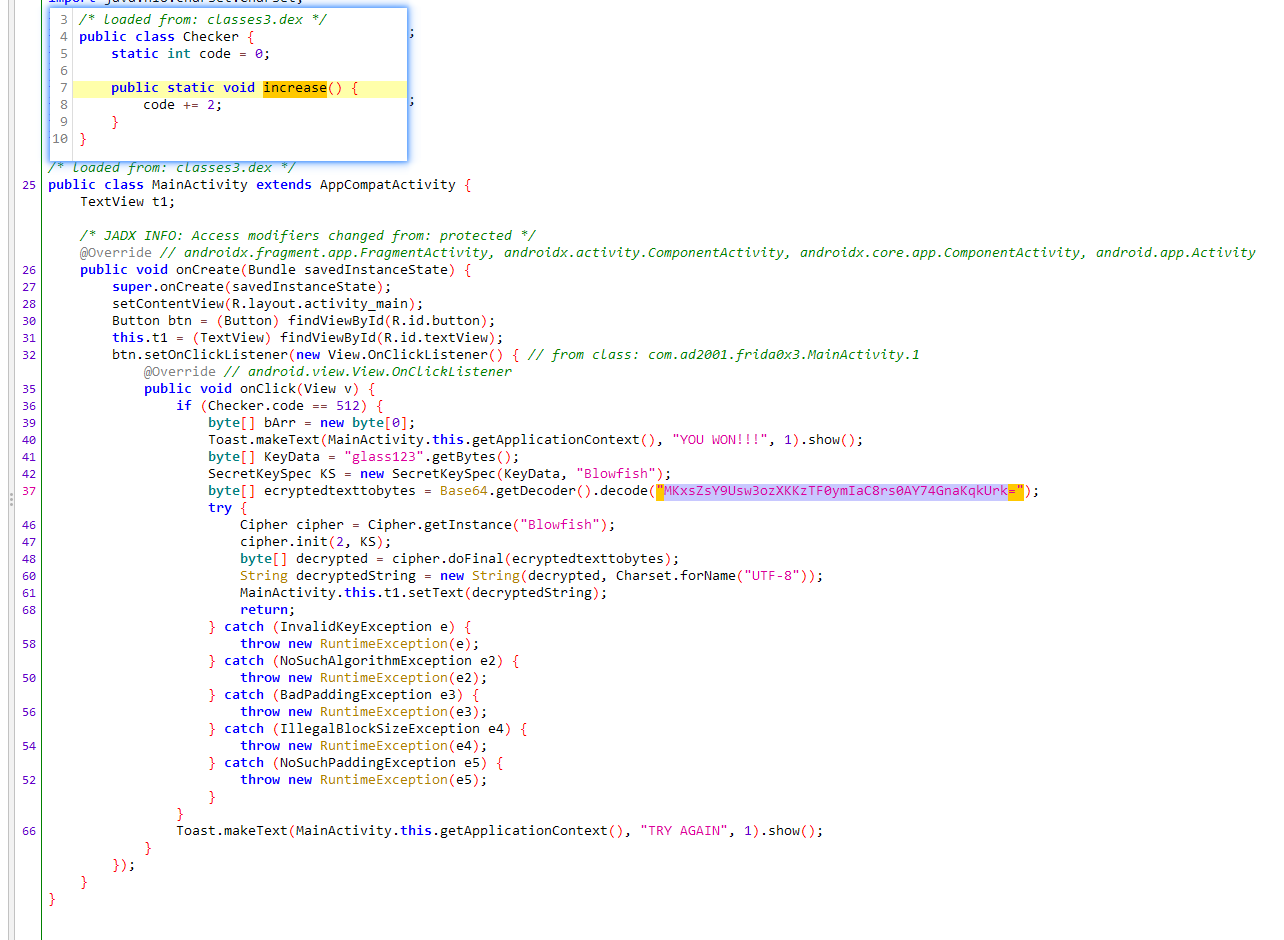 import java.nio.charset.Charset;
3 /* loaded from: classes3.dex */
4 public class Checker {
5 static int code = 0;
6
7 public static void increase() {
8 code += 2;
9 }
10 }
;
;
/* loaded from: classes3.dex */
25 public class MainActivity extends AppCompatActivity {
TextView t1;
/* JADX INFO: Access modifiers changed from: protected */
@Override // androidx.fragment.app.FragmentActivity, androidx.activity.ComponentActivity, androidx.core.app.ComponentActivity, android.app.Activity
26 public void onCreate(Bundle savedInstanceState) {
27 super.onCreate(savedInstanceState);
28 setContentView(R.layout.activity_main);
30 Button btn = (Button) findViewById(R.id.button);
31 this.t1 = (TextView) findViewById(R.id.textView);
32 btn.setOnClickListener(new View.OnClickListener() { // from class: com.ad2001.frida0x3.MainActivity.1
@Override // android.view.View.OnClickListener
35 public void onClick(View v) {
36 if (Checker.code == 512) {
39 byte[] bArr = new byte[0];
40 Toast.makeText(MainActivity.this.getApplicationContext(), "YOU WON!!!", 1).show();
41 byte[] KeyData = "glass123".getBytes();
42 SecretKeySpec KS = new SecretKeySpec(KeyData, "Blowfish");
37 byte[] ecryptedtexttobytes = Base64.getDecoder().decode("MKxsZsY9Usw3ozXKKzTF0ymIaC8rs0AY74GnaKqkUrk=");
try {
46 Cipher cipher = Cipher.getInstance("Blowfish");
47 cipher.init(2, KS);
48 byte[] decrypted = cipher.doFinal(ecryptedtexttobytes);
60 String decryptedString = new String(decrypted, Charset.forName("UTF-8"));
61 MainActivity.this.t1.setText(decryptedString);
68 return;
} catch (InvalidKeyException e) {
58 throw new RuntimeException(e);
} catch (NoSuchAlgorithmException e2) {
50 throw new RuntimeException(e2);
} catch (BadPaddingException e3) {
56 throw new RuntimeException(e3);
} catch (IllegalBlockSizeException e4) {
54 throw new RuntimeException(e4);
} catch (NoSuchPaddingException e5) {
52 throw new RuntimeException(e5);
}
}
66 Toast.makeText(MainActivity.this.getApplicationContext(), "TRY AGAIN", 1).show();
}
});
}
}